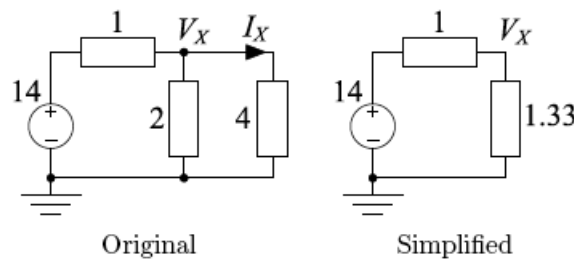 1 V_X I_X 1 V_X
14 + − 2 4 14 + − 1.33
Original Simplified